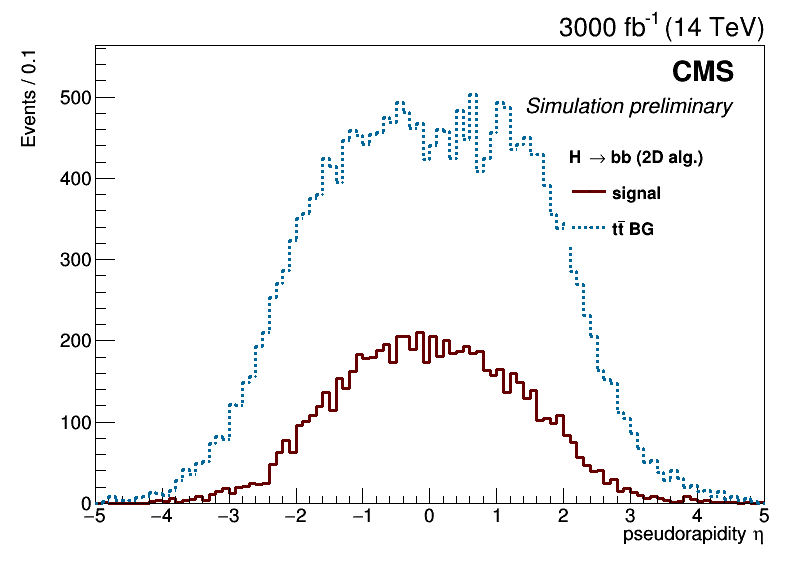 3000 fb⁻¹ (14 TeV)
Events / 0.1
CMS
Simulation preliminary
H → bb (2D alg.)
signal
tt̄ BG
500
400
300
200
100
0
−5 −4 −3 −2 −1 0 1 2 3 4 5
pseudorapidity η